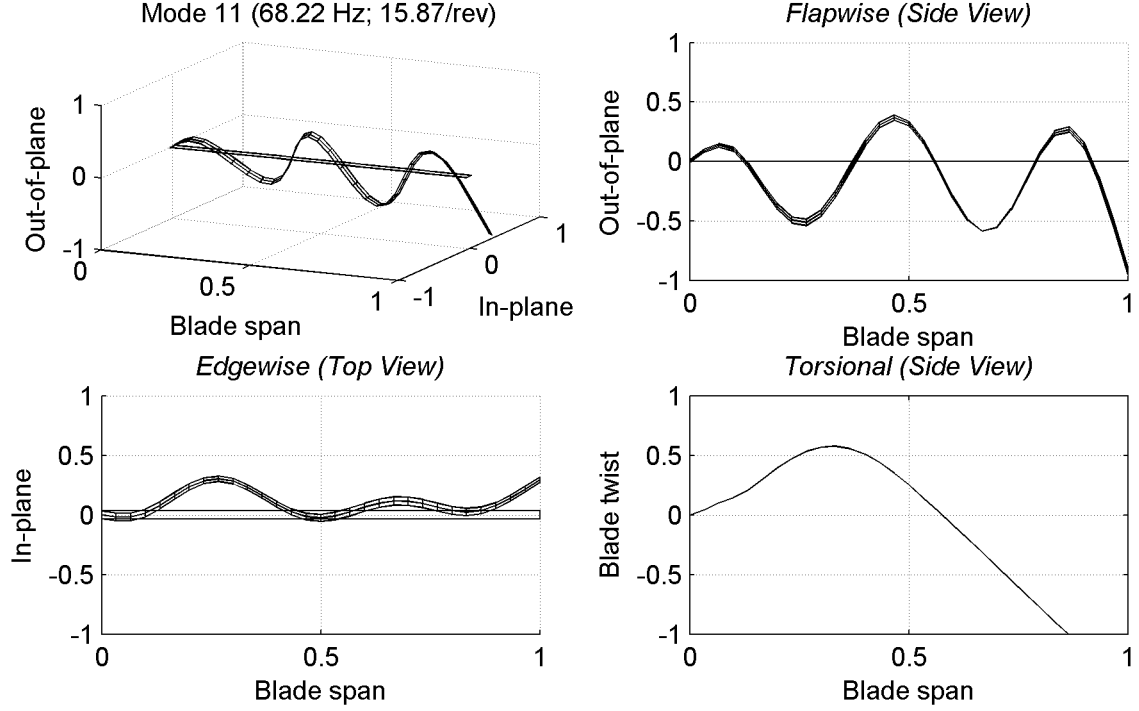 Mode 11 (68.22 Hz; 15.87/rev)
Out-of-plane
1
0
-1
0
0.5
1
Blade span
-1
0
1
In-plane
Flapwise (Side View)
Out-of-plane
1
0.5
0
-0.5
-1
0
0.5
1
Blade span
Edgewise (Top View)
In-plane
1
0.5
0
-0.5
-1
0
0.5
1
Blade span
Torsional (Side View)
Blade twist
1
0.5
0
-0.5
-1
0
0.5
1
Blade span